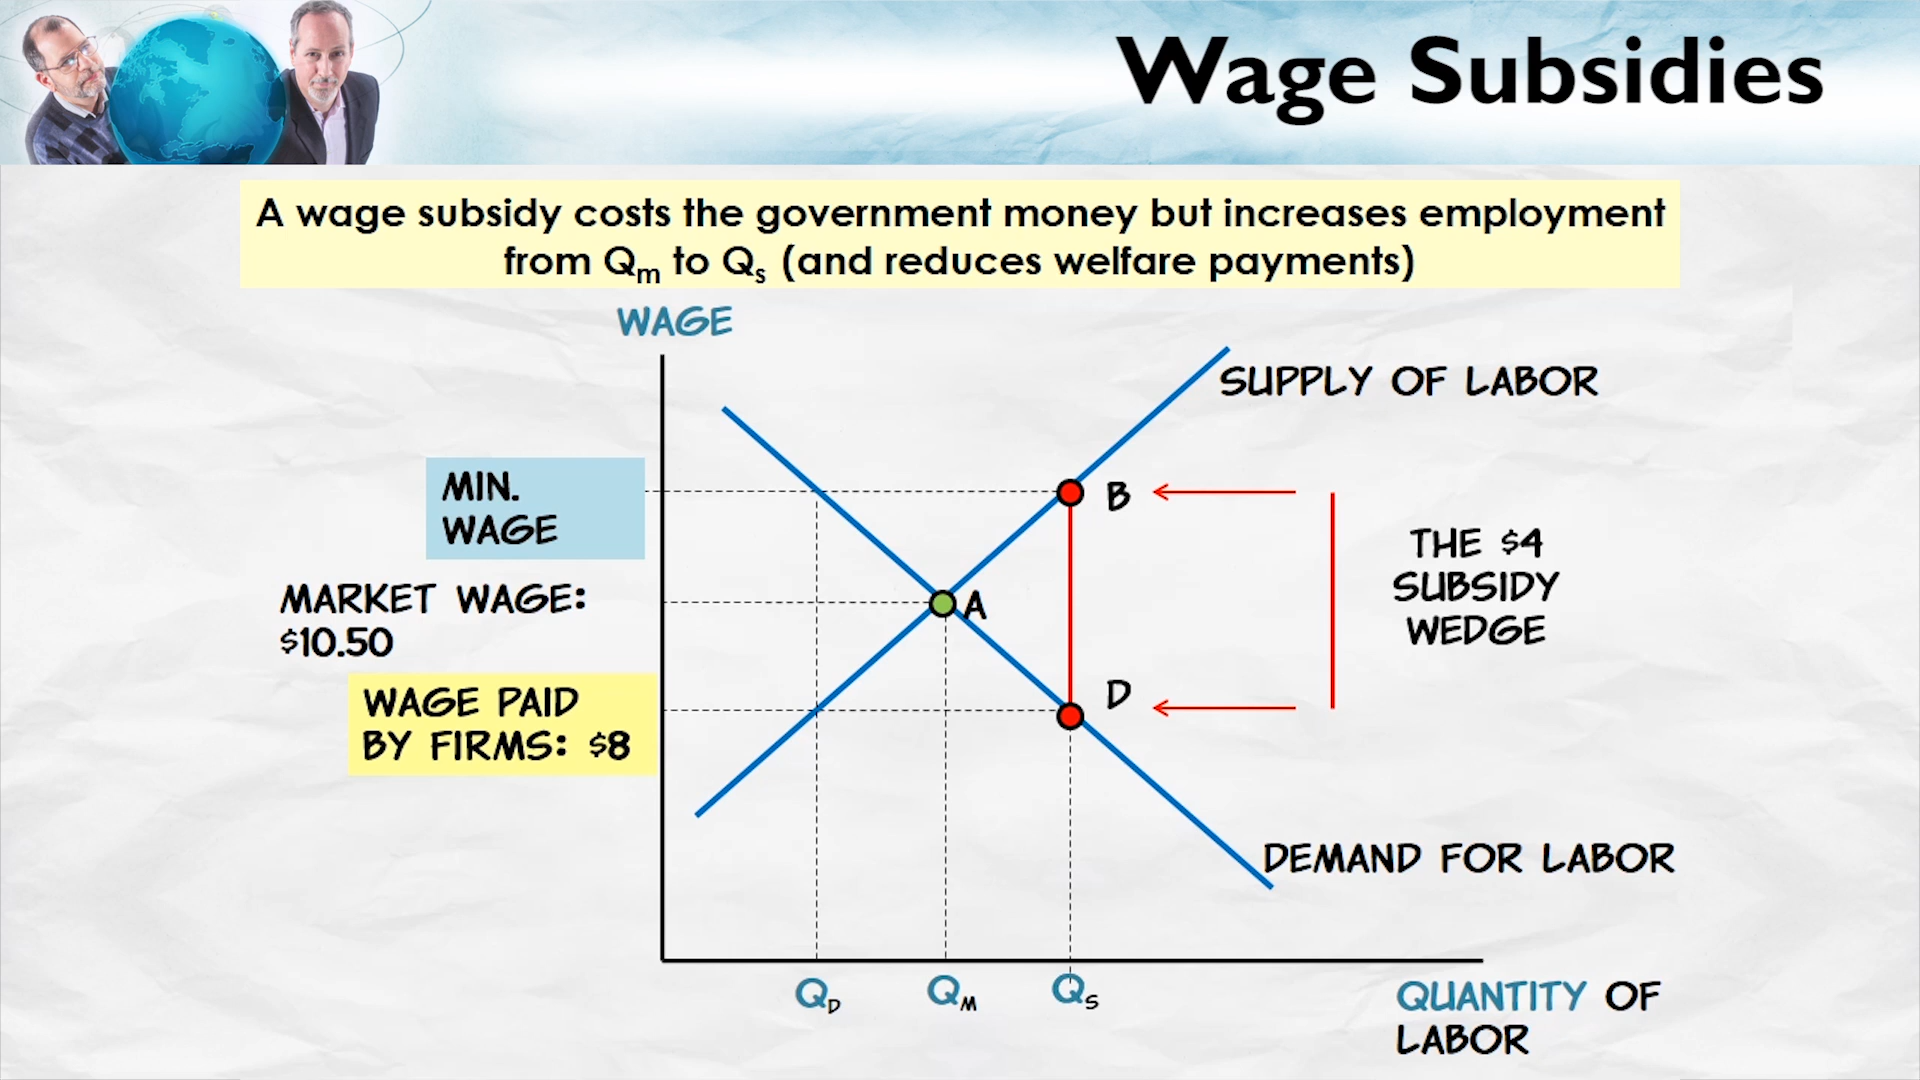 Wage Subsidies
A wage subsidy costs the government money but increases employment
from Qm to Qs (and reduces welfare payments)
WAGE
SUPPLY OF LABOR
MIN.
WAGE
B
THE $4
SUBSIDY
WEDGE
MARKET WAGE:
$10.50
A
WAGE PAID
BY FIRMS: $8
D
DEMAND FOR LABOR
QD
QM
QS
QUANTITY OF
LABOR